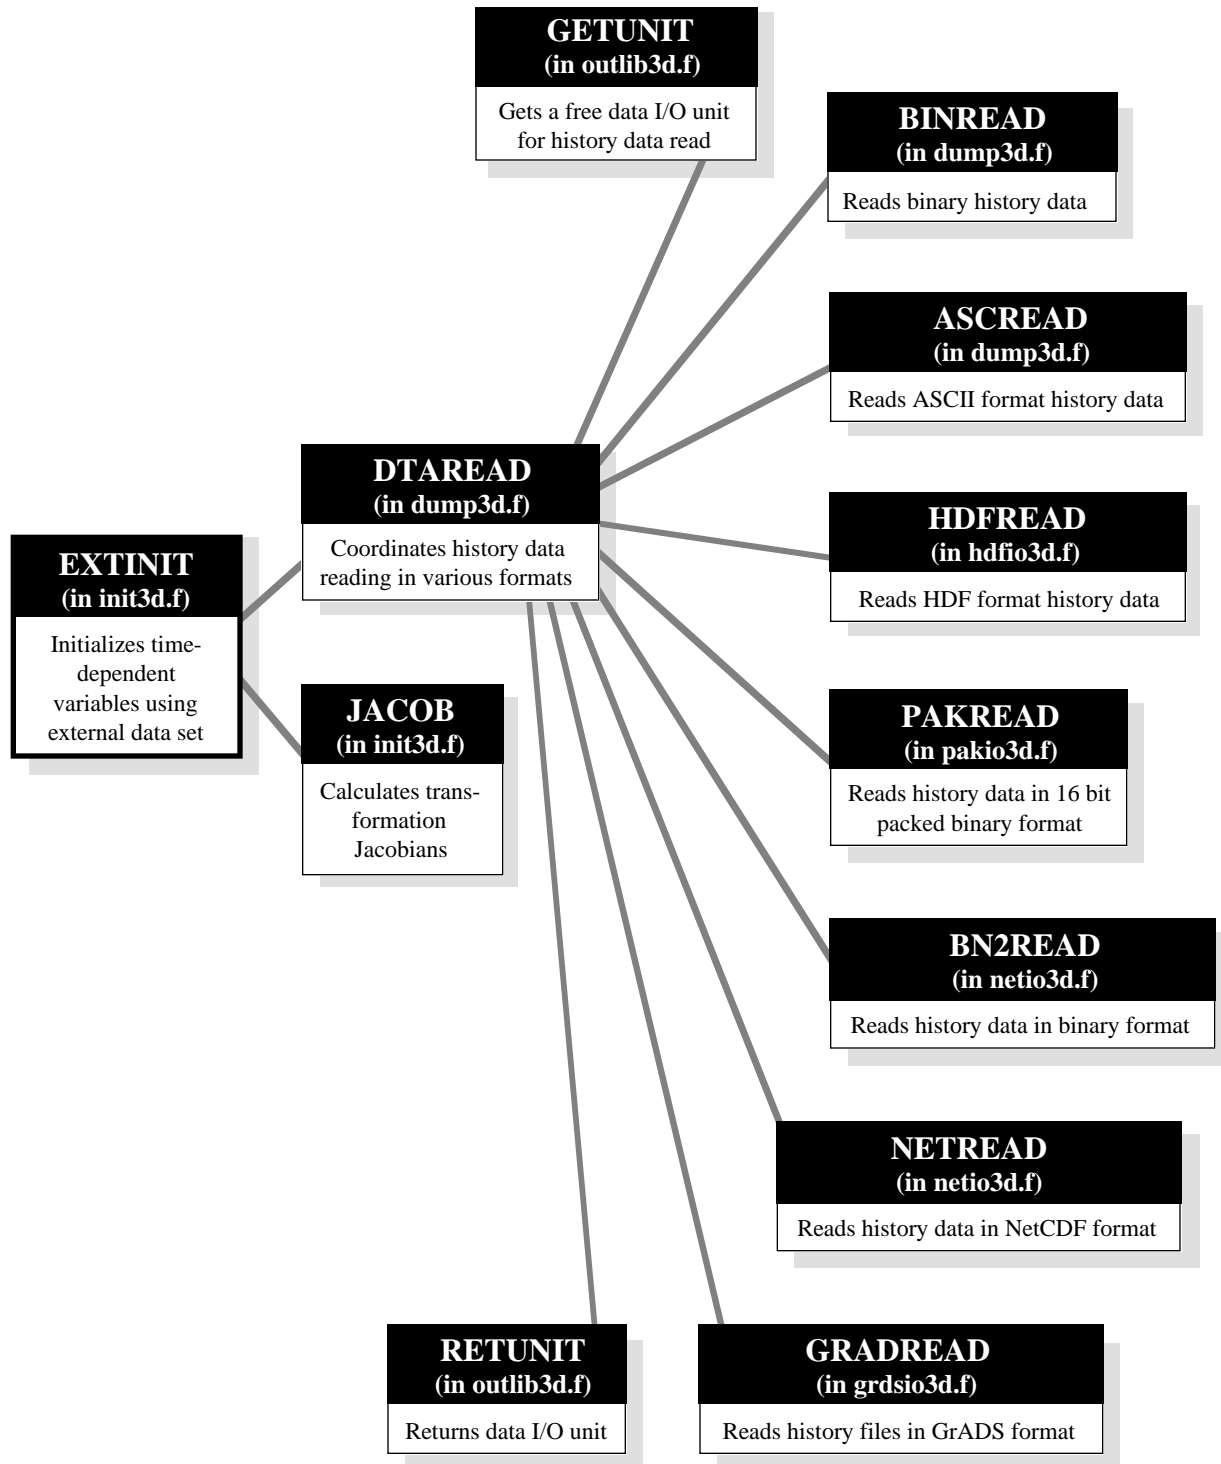 GETUNIT
(in outlib3d.f)
Gets a free data I/O unit
for history data read
BINREAD
(in dump3d.f)
Reads binary history data
ASCREAD
(in dump3d.f)
Reads ASCII format history data
DTAREAD
(in dump3d.f)
Coordinates history data
reading in various formats
HDFREAD
(in hdfio3d.f)
Reads HDF format history data
EXTINIT
(in init3d.f)
Initializes time-
dependent
variables using
external data set
JACOB
(in init3d.f)
Calculates trans-
formation
Jacobians
PAKREAD
(in pakio3d.f)
Reads history data in 16 bit
packed binary format
BN2READ
(in netio3d.f)
Reads history data in binary format
NETREAD
(in netio3d.f)
Reads history data in NetCDF format
RETUNIT
(in outlib3d.f)
Returns data I/O unit
GRADREAD
(in grdsio3d.f)
Reads history files in GrADS format